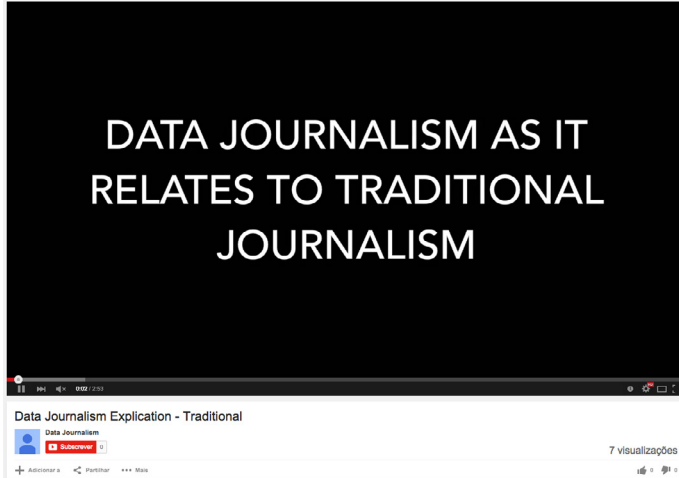 DATA JOURNALISM AS IT
RELATES TO TRADITIONAL
JOURNALISM
0:02 / 2:53
Data Journalism Explication - Traditional
Data Journalism
Subscrever 0
7 visualizações
Adicionar a Partilhar Mais 0 0